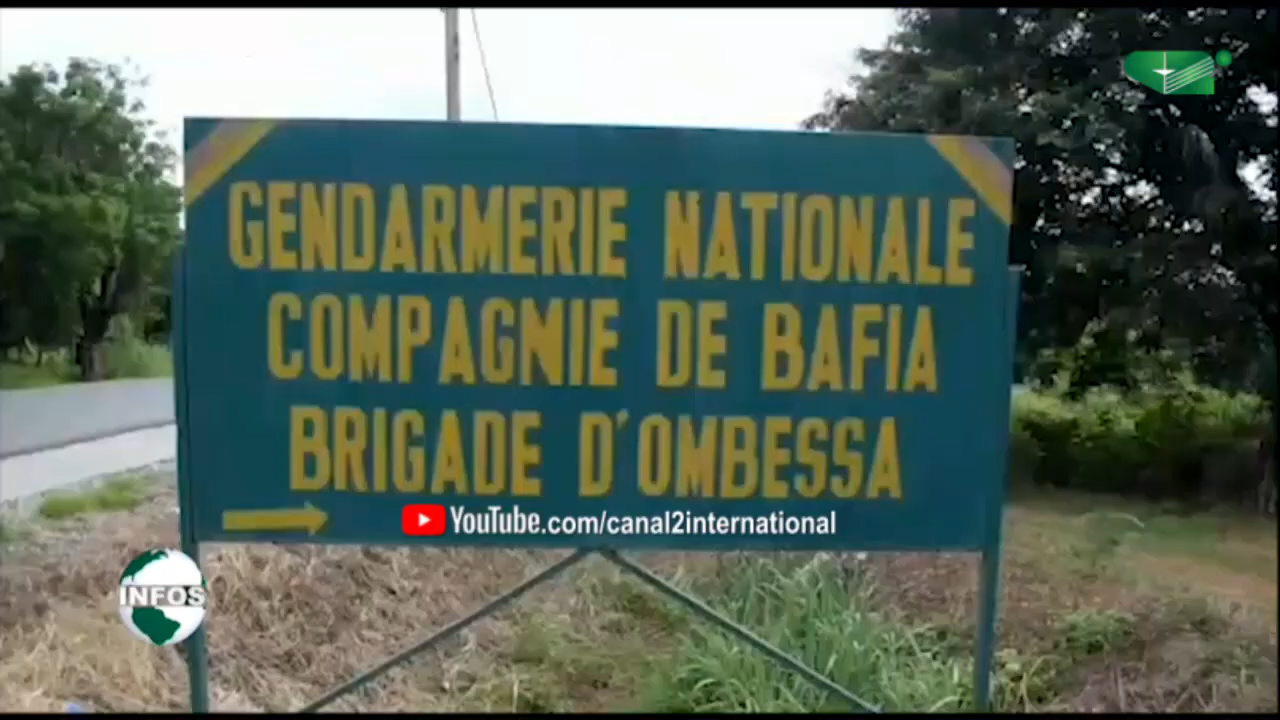 GENDARMERIE NATIONALE
COMPAGNIE DE BAFIA
BRIGADE D'OMBESSA
YouTube.com/canal2international
INFOS